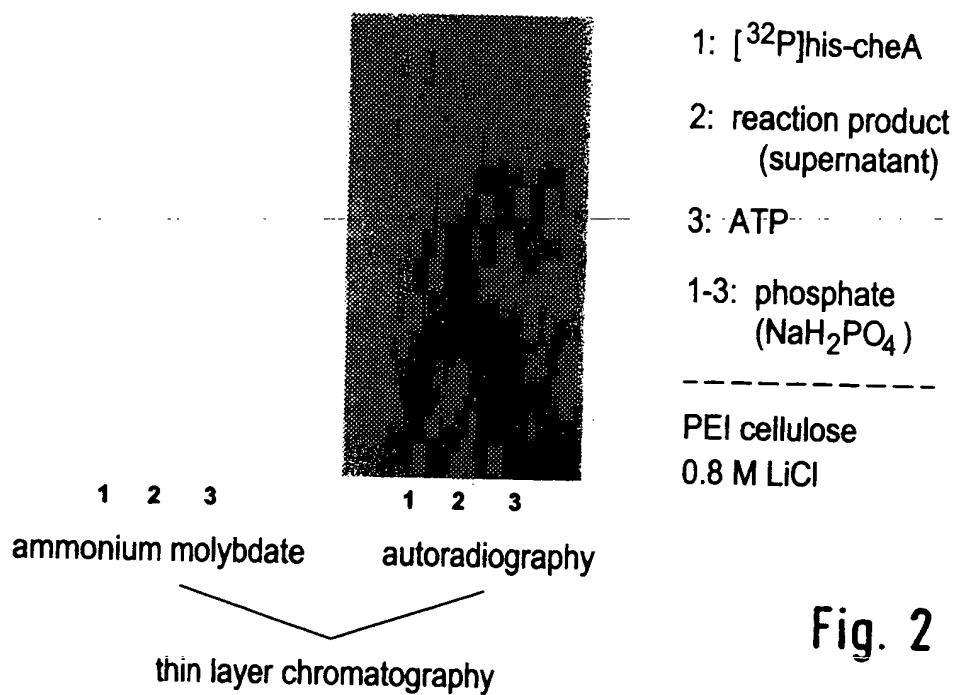 1: [³²P]his-cheA
2: reaction product
(supernatant)
3: ATP
1-3: phosphate
(NaH₂PO₄)
PEI cellulose
0.8 M LiCl
1 2 3
1 2 3
ammonium molybdate
autoradiography
thin layer chromatography
Fig. 2